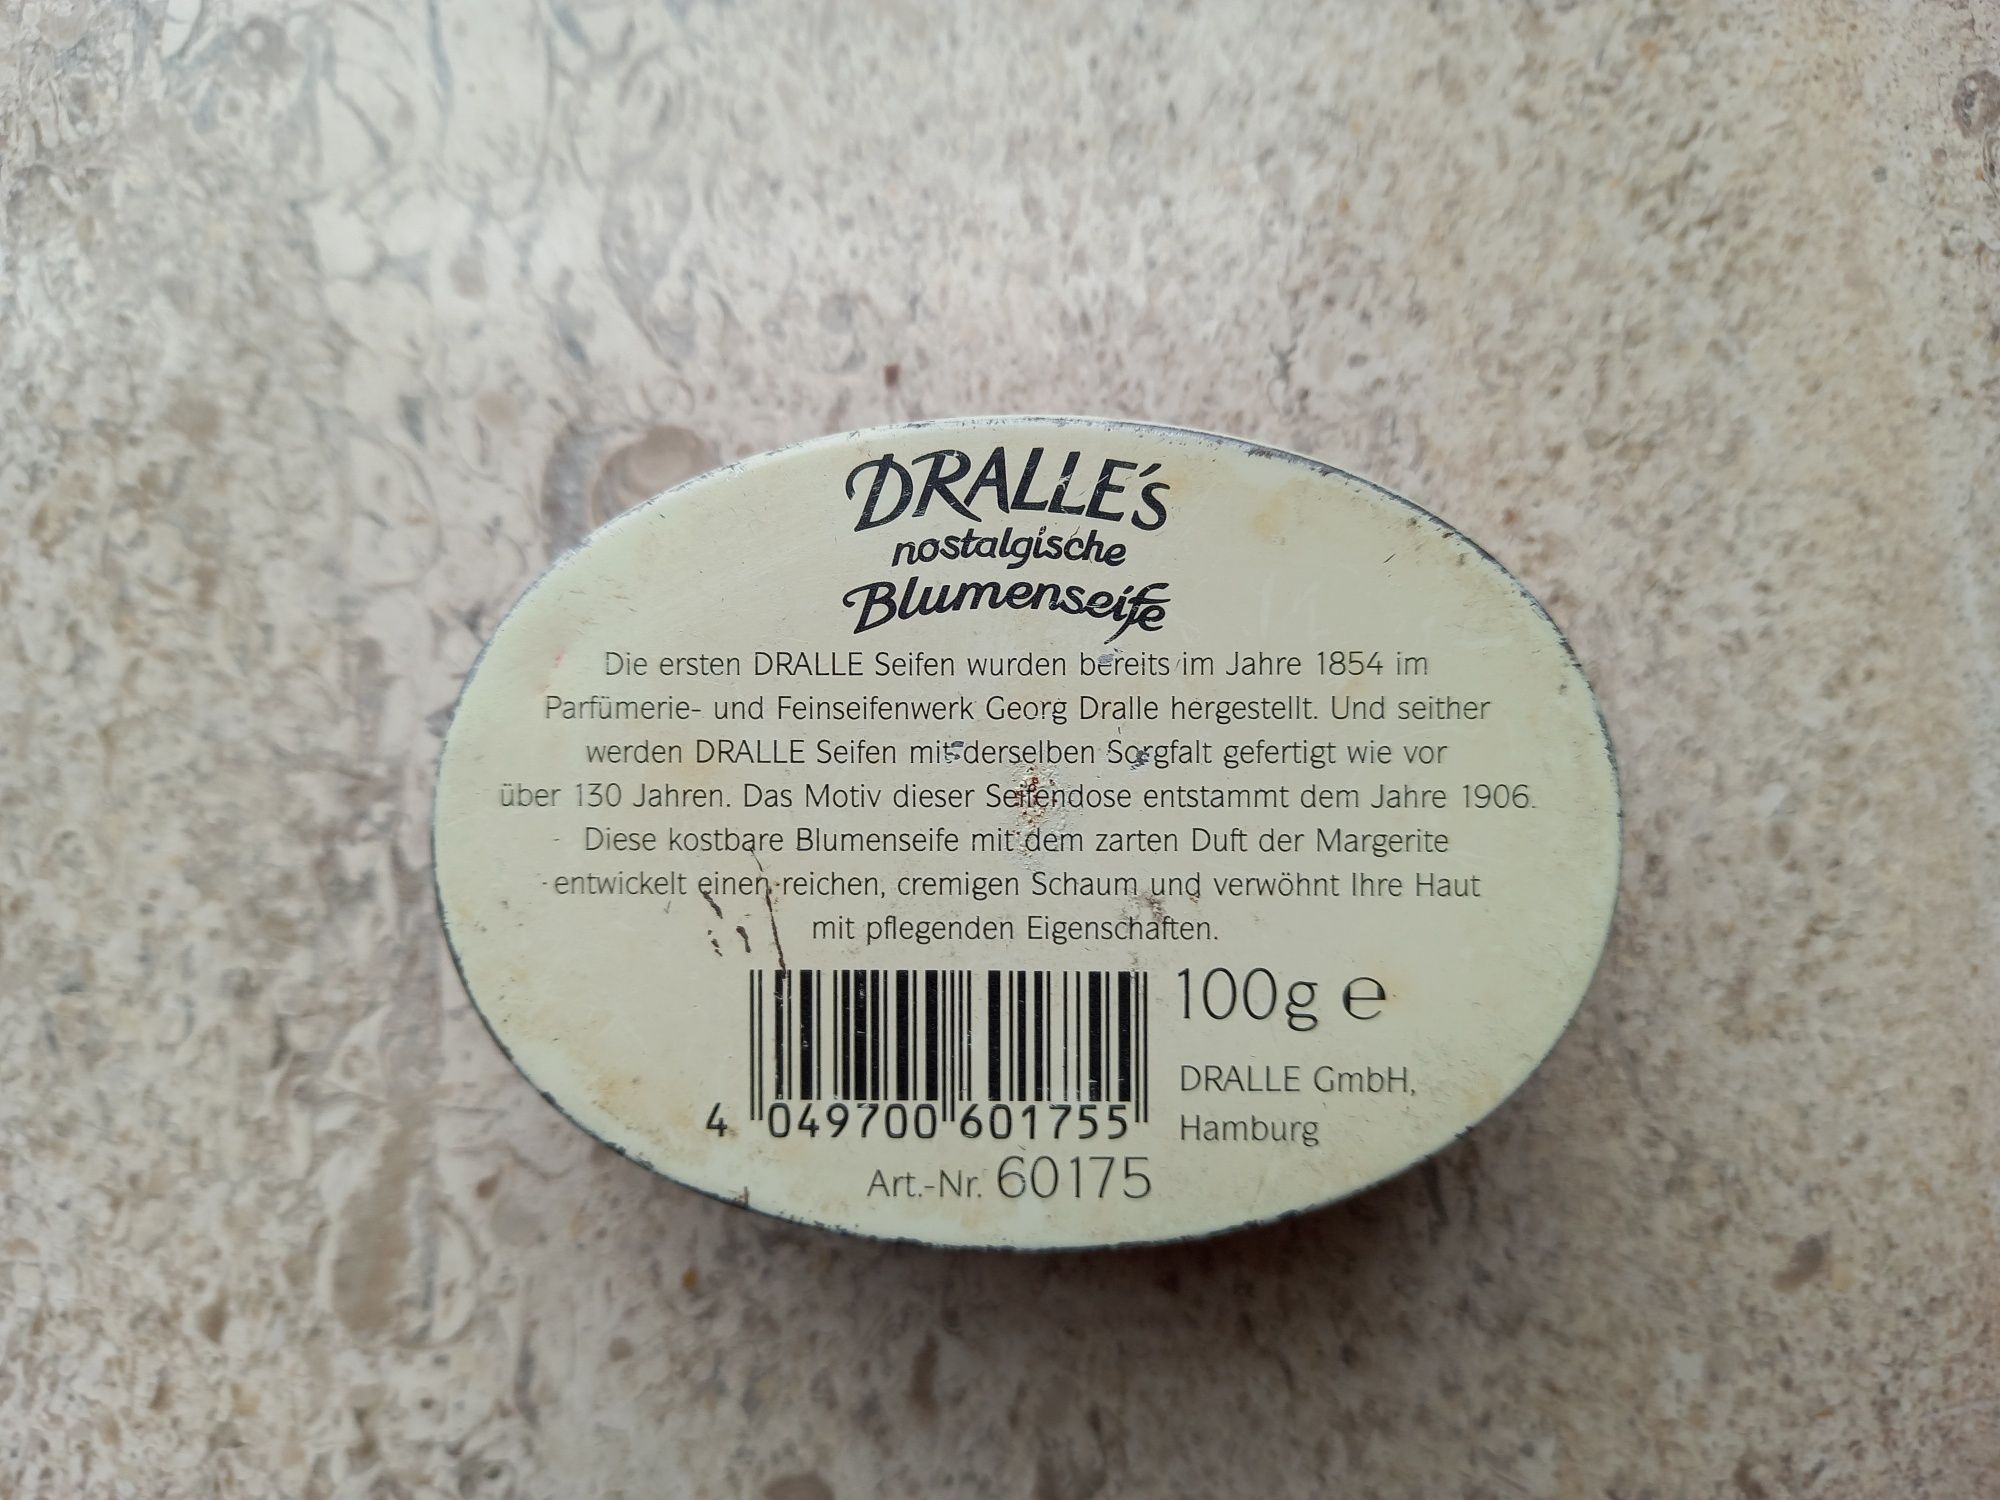 DRALLE'S
nostalgische
Blumenseife
Die ersten DRALLE Seifen wurden bereits im Jahre 1854 im
Parfümerie- und Feinseifenwerk Georg Dralle hergestellt. Und seither
werden DRALLE Seifen mit derselben Sorgfalt gefertigt wie vor
über 130 Jahren. Das Motiv dieser Seifendose entstammt dem Jahre 1906.
Diese kostbare Blumenseife mit dem zarten Duft der Margerite
entwickelt einen reichen, cremigen Schaum und verwöhnt Ihre Haut
mit pflegenden Eigenschaften.
100g ℮
DRALLE GmbH,
Hamburg
4 049700 601755
Art.-Nr. 60175